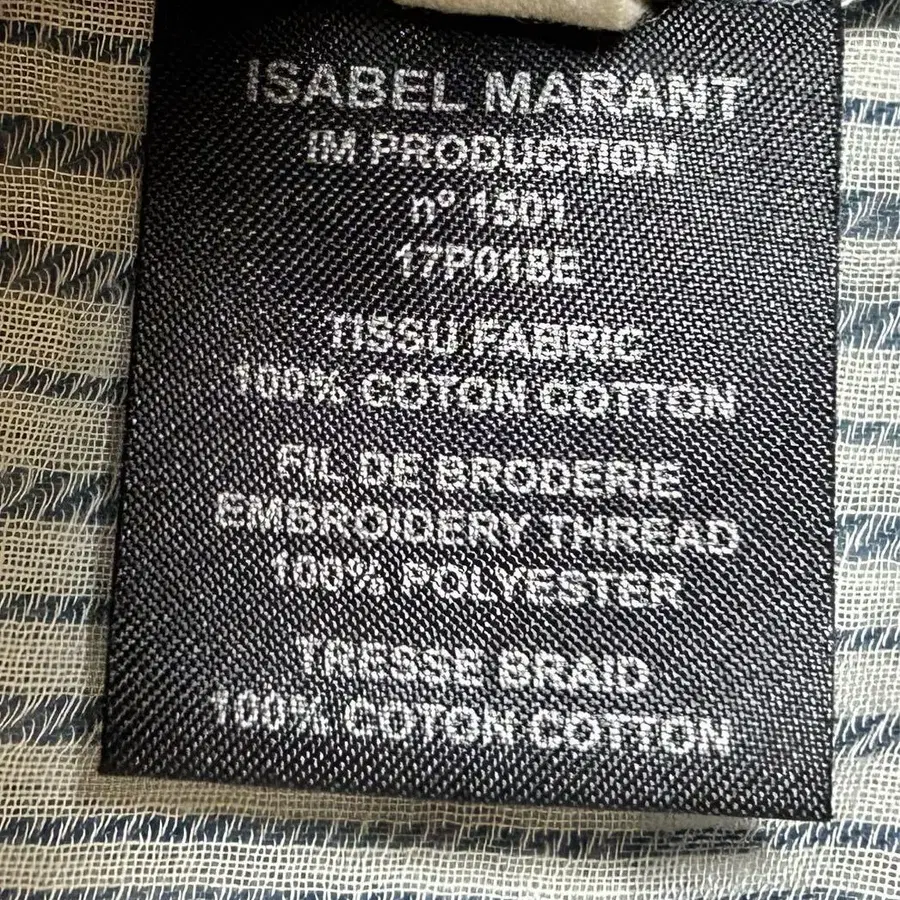 ISABEL MARANT
IM PRODUCTION
n° 1501
17P018E
TISSU FABRIC
100% COTON COTTON
FIL DE BRODERIE
EMBROIDERY THREAD
100% POLYESTER
TRESSE BRAID
100% COTON COTTON